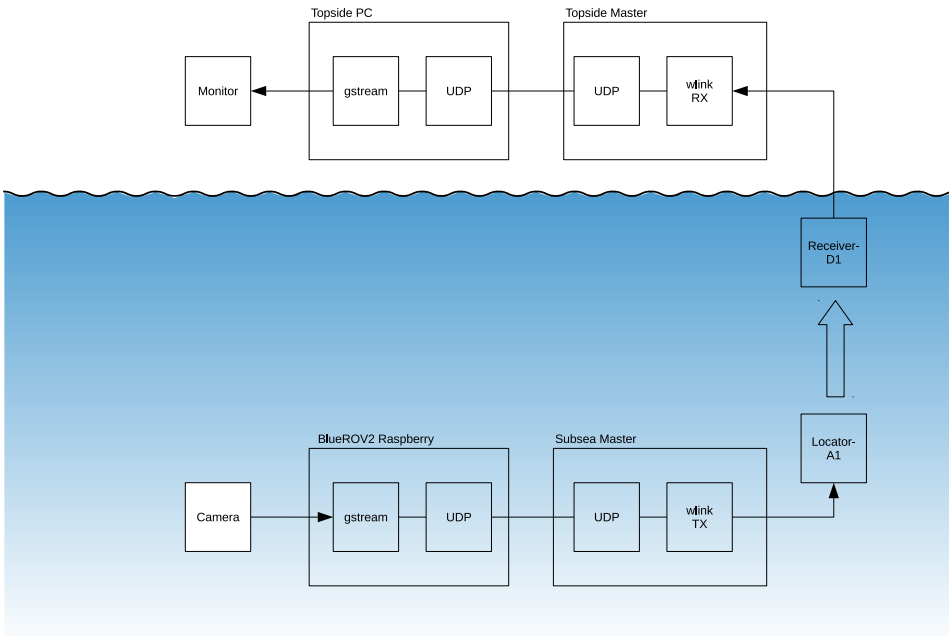 Topside PC
Topside Master
Monitor
gstream
UDP
UDP
wlink
RX
Receiver-
D1
BlueROV2 Raspberry
Subsea Master
Locator-
A1
Camera
gstream
UDP
UDP
wlink
TX